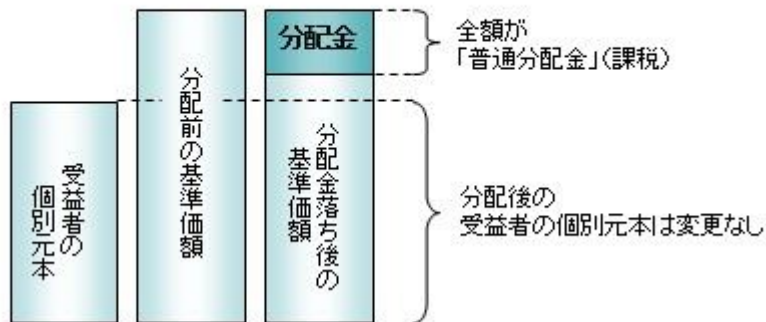 受益者の
個別元本
分配前の基準価額
分配金
分配金落ち後の
基準価額
全額が
「普通分配金」(課税)
分配後の
受益者の個別元本は変更なし